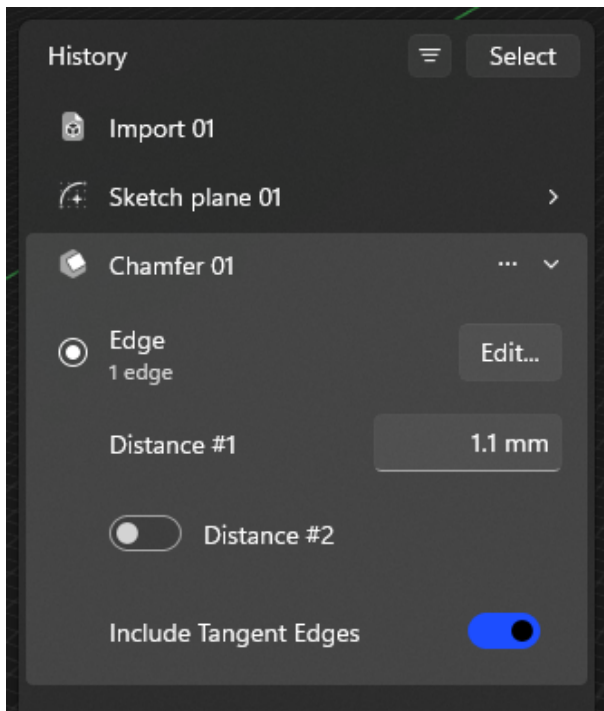 History
Select
Import 01
Sketch plane 01
Chamfer 01
Edge
1 edge
Edit...
Distance #1
1.1 mm
Distance #2
Include Tangent Edges